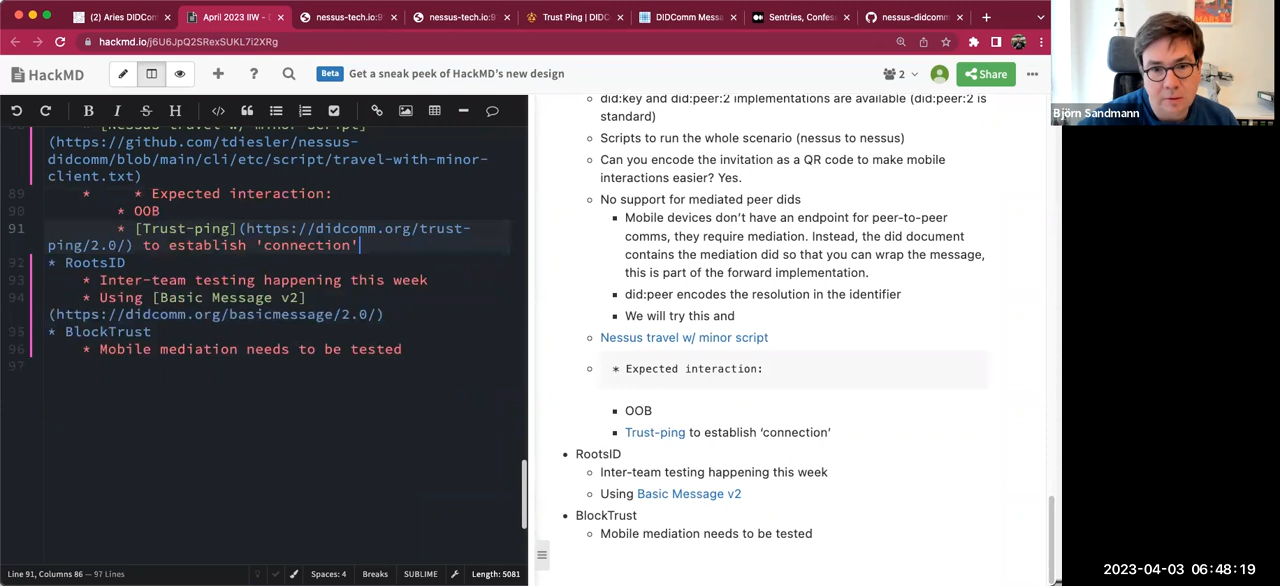 (1) Aries DIDCon
April 2023 IIW - D
nessus-tech.io:9
nessus-tech.io:9
Trust Ping | DIDC
DIDComm Messa
Sentries, Confess
nessus-didcomm
hackmd.io/j6U6JpQ2SRexSUKL7i2XRg
HackMD
Beta Get a sneak peek of HackMD's new design
2
Share
(https://github.com/tdiesler/nessus-
didcomm/blob/main/cli/etc/script/travel-with-minor-
client.txt)
89 * * Expected interaction:
90 * OOB
91 * [Trust-ping](https://didcomm.org/trust-
ping/2.0/) to establish 'connection'
92 * RootsID
93 * Inter-team testing happening this week
94 * Using [Basic Message v2]
(https://didcomm.org/basicmessage/2.0/)
95 * BlockTrust
96 * Mobile mediation needs to be tested
97
Line 91, Columns 86 — 97 Lines
Spaces: 4
Breaks
SUBLIME
Length: 5081
did:key and did:peer:2 implementations are available (did:peer:2 is
standard)
Scripts to run the whole scenario (nessus to nessus)
Can you encode the invitation as a QR code to make mobile
interactions easier? Yes.
No support for mediated peer dids
Mobile devices don't have an endpoint for peer-to-peer
comms, they require mediation. Instead, the did document
contains the mediation did so that you can wrap the message,
this is part of the forward implementation.
did:peer encodes the resolution in the identifier
We will try this and
Nessus travel w/ minor script
* Expected interaction:
OOB
Trust-ping to establish ‘connection’
RootsID
Inter-team testing happening this week
Using Basic Message v2
BlockTrust
Mobile mediation needs to be tested
Björn Sandmann
2023-04-03 06:48:19